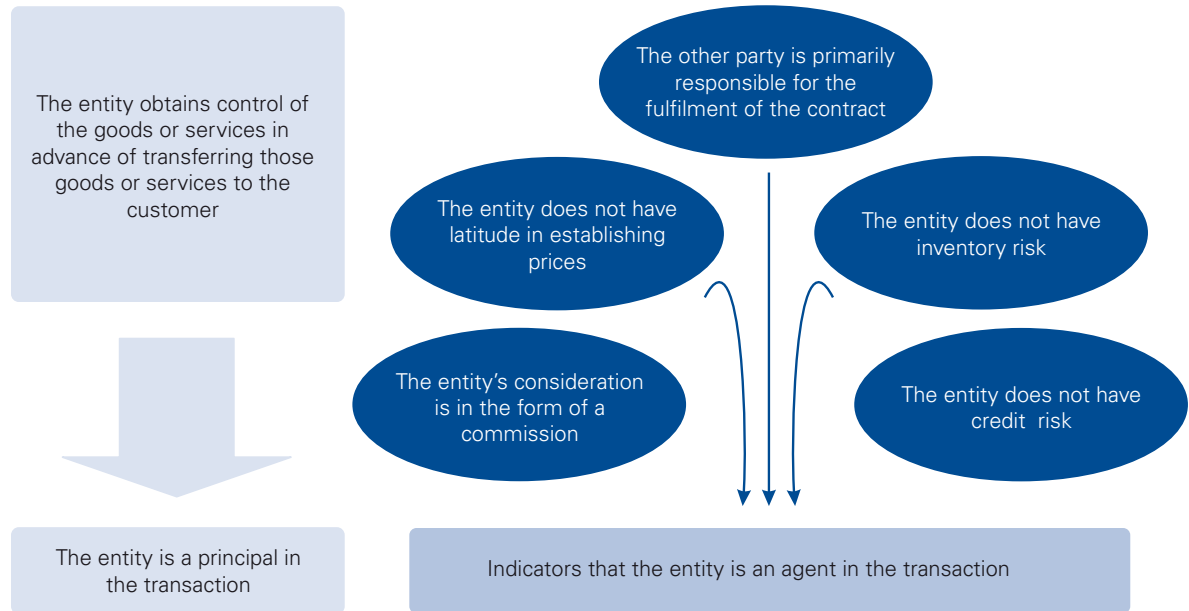 The entity obtains control of
the goods or services in
advance of transferring those
goods or services to the
customer
The entity is a principal in
the transaction
The other party is primarily
responsible for the
fulfilment of the contract
The entity does not have
latitude in establishing
prices
The entity does not have
inventory risk
The entity's consideration
is in the form of a
commission
The entity does not have
credit risk
Indicators that the entity is an agent in the transaction